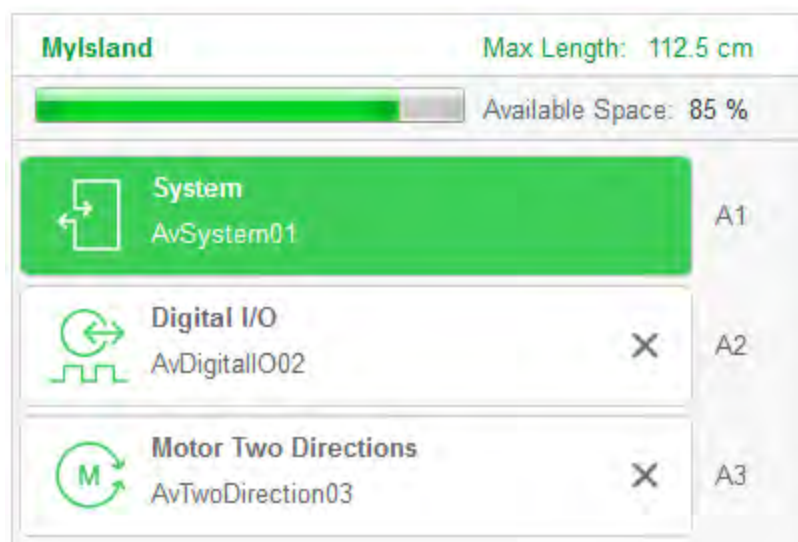 MyIsland Max Length: 112.5 cm
Available Space: 85 %
System
AvSystem01
A1
Digital I/O
AvDigitalIO02
A2
Motor Two Directions
M
AvTwoDirection03
A3